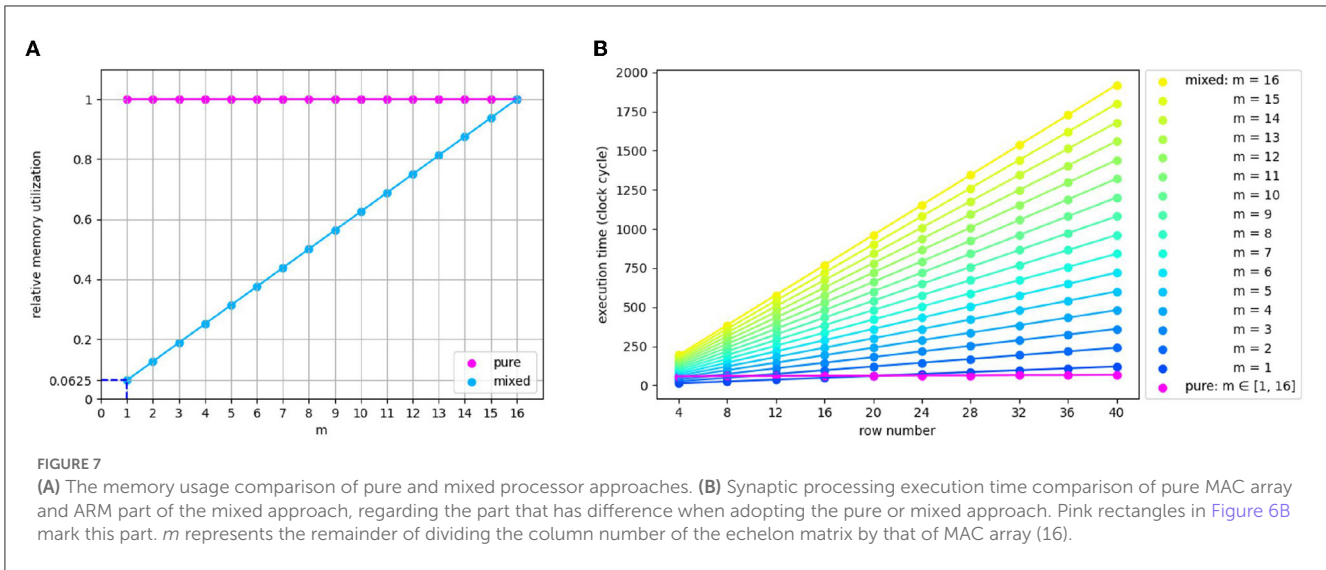 A
relative memory utilization
1
0.8
0.6
0.4
0.2
0.0625
0
0 1 2 3 4 5 6 7 8 9 10 11 12 13 14 15 16
m
pure
mixed
B
execution time (clock cycle)
2000
1750
1500
1250
1000
750
500
250
0
4 8 12 16 20 24 28 32 36 40
row number
mixed: m = 16
m = 15
m = 14
m = 13
m = 12
m = 11
m = 10
m = 9
m = 8
m = 7
m = 6
m = 5
m = 4
m = 3
m = 2
m = 1
pure: m ∈ [1, 16]
FIGURE 7
(A) The memory usage comparison of pure and mixed processor approaches. (B) Synaptic processing execution time comparison of pure MAC array
and ARM part of the mixed approach, regarding the part that has difference when adopting the pure or mixed approach. Pink rectangles in Figure 6B
mark this part. m represents the remainder of dividing the column number of the echelon matrix by that of MAC array (16).